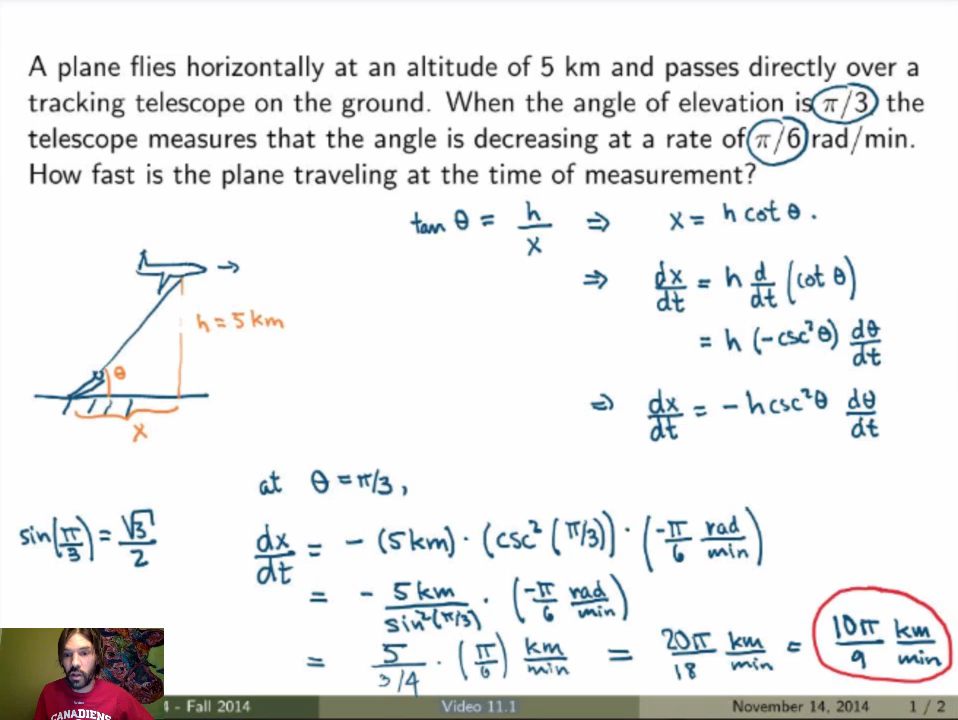 A plane flies horizontally at an altitude of 5 km and passes directly over a
tracking telescope on the ground. When the angle of elevation is π/3 the
telescope measures that the angle is decreasing at a rate of π/6 rad/min.
How fast is the plane traveling at the time of measurement?
tan θ = h/x ⇒ x = h cot θ.
⇒ dx/dt = h d/dt (cot θ)
= h (-csc²θ) dθ/dt
⇒ dx/dt = - h csc²θ dθ/dt
h = 5 km
θ
x
at θ = π/3,
sin(π/3) = √3/2
dx/dt = - (5 km) · (csc² (π/3)) · (-π/6 rad/min)
= - 5 km/sin²(π/3) · (-π/6 rad/min)
= 5/3/4 · (π/6) km/min = 20π/18 km/min = 10π/9 km/min
CANADIENS
4 - Fall 2014 Video 11.1 November 14, 2014 1 / 2